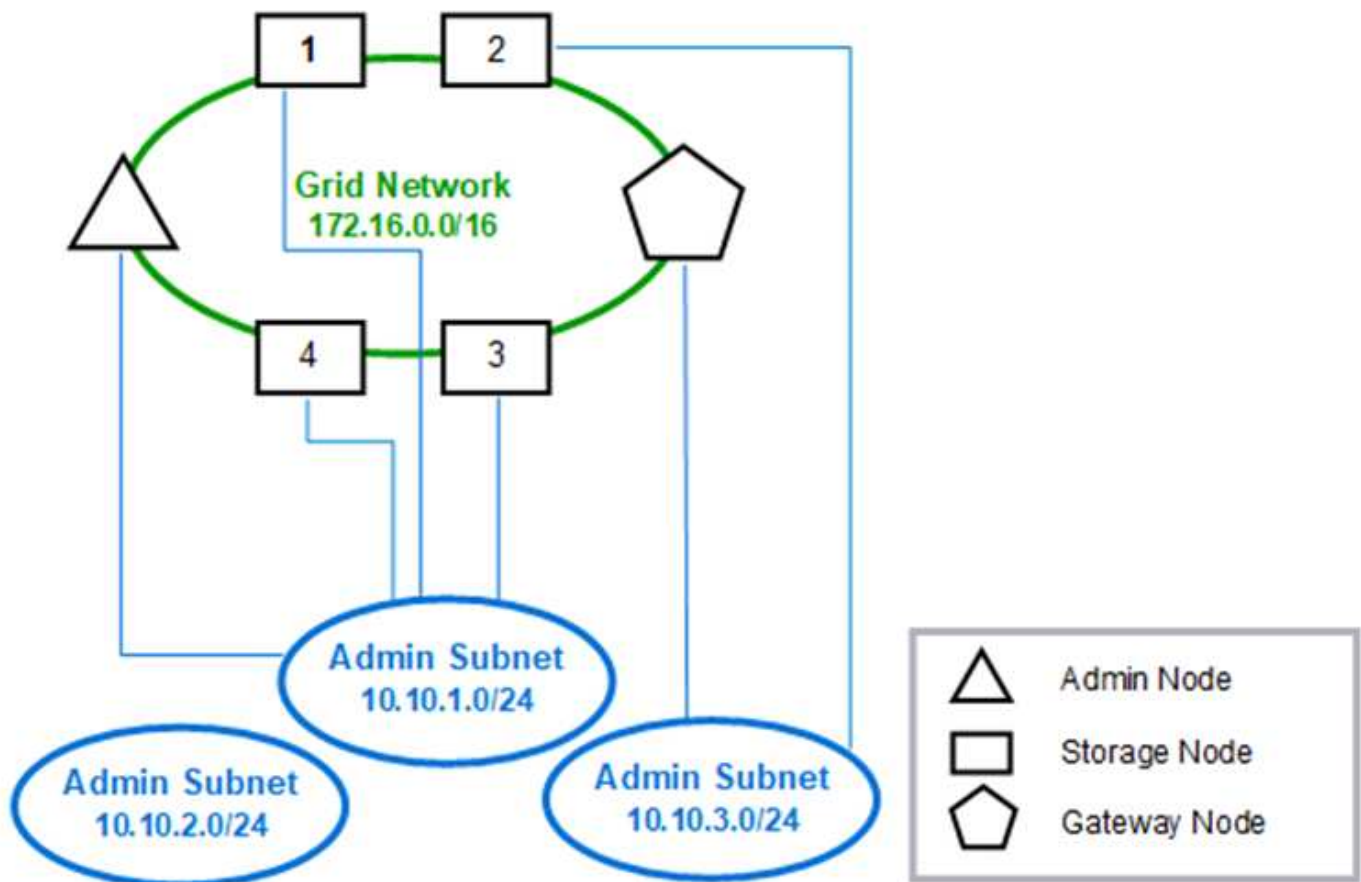 1
2
Grid Network
172.16.0.0/16
4
3
Admin Subnet
10.10.1.0/24
Admin Subnet
10.10.2.0/24
Admin Subnet
10.10.3.0/24
Admin Node
Storage Node
Gateway Node